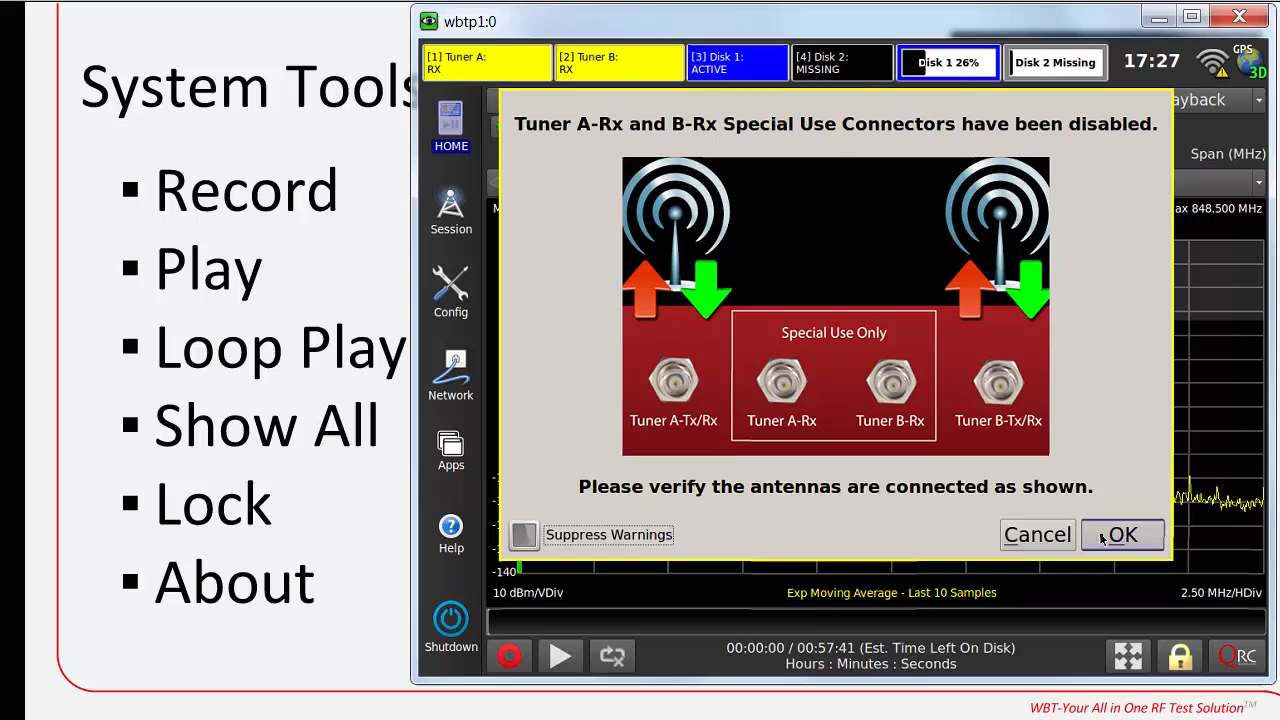 System Tools
▪ Record
▪ Play
▪ Loop Play
▪ Show All
▪ Lock
▪ About
wbtp1:0
[1] Tuner A:
RX
[2] Tuner B:
RX
[3] Disk 1:
ACTIVE
[4] Disk 2:
MISSING
Disk 1 26%
Disk 2 Missing
17:27
GPS
3D
HOME
Session
Config
Network
Apps
Help
Shutdown
ayback
Span (MHz)
ax 848.500 MHz
Tuner A-Rx and B-Rx Special Use Connectors have been disabled.
Special Use Only
Tuner A-Tx/Rx
Tuner A-Rx
Tuner B-Rx
Tuner B-Tx/Rx
Please verify the antennas are connected as shown.
Suppress Warnings
Cancel
OK
-140
10 dBm/VDiv
Exp Moving Average - Last 10 Samples
2.50 MHz/HDiv
00:00:00 / 00:57:41 (Est. Time Left On Disk)
Hours : Minutes : Seconds
QRC
WBT-Your All in One RF Test Solution™